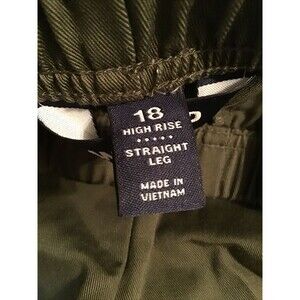 18
HIGH RISE
STRAIGHT
LEG
MADE IN
VIETNAM